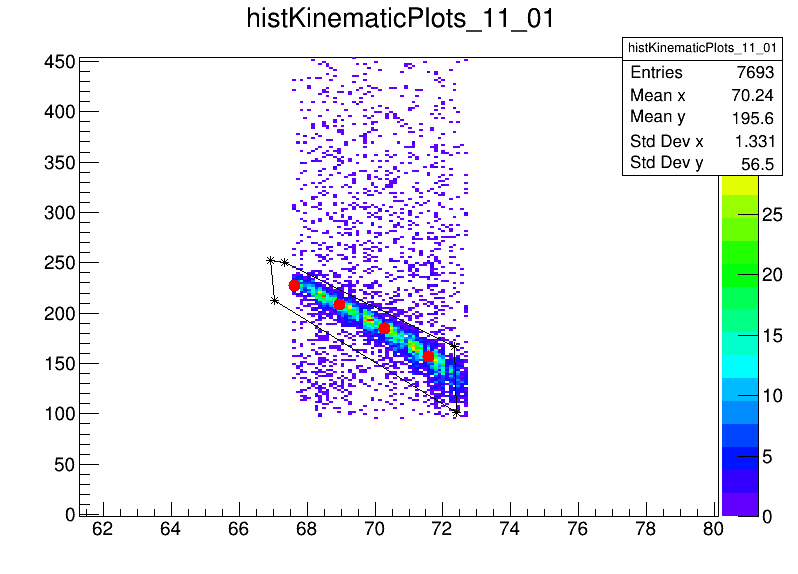 histKinematicPlots_11_01
histKinematicPlots_11_01
Entries 7693
Mean x 70.24
Mean y 195.6
Std Dev x 1.331
Std Dev y 56.5
450
400
350
300
250
200
150
100
50
0
62 64 66 68 70 72 74 76 78 80
25
20
15
10
5
0